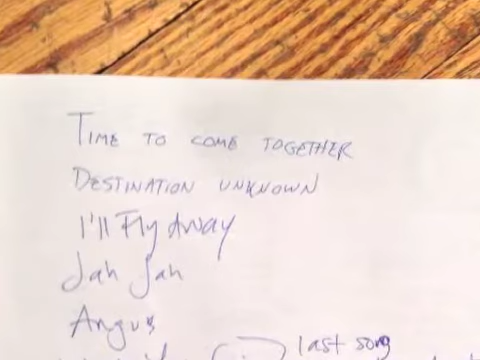 TIME TO COME TOGETHER
DESTINATION UNKNOWN
I'll Fly Away
Jah Jah
Angus
last song